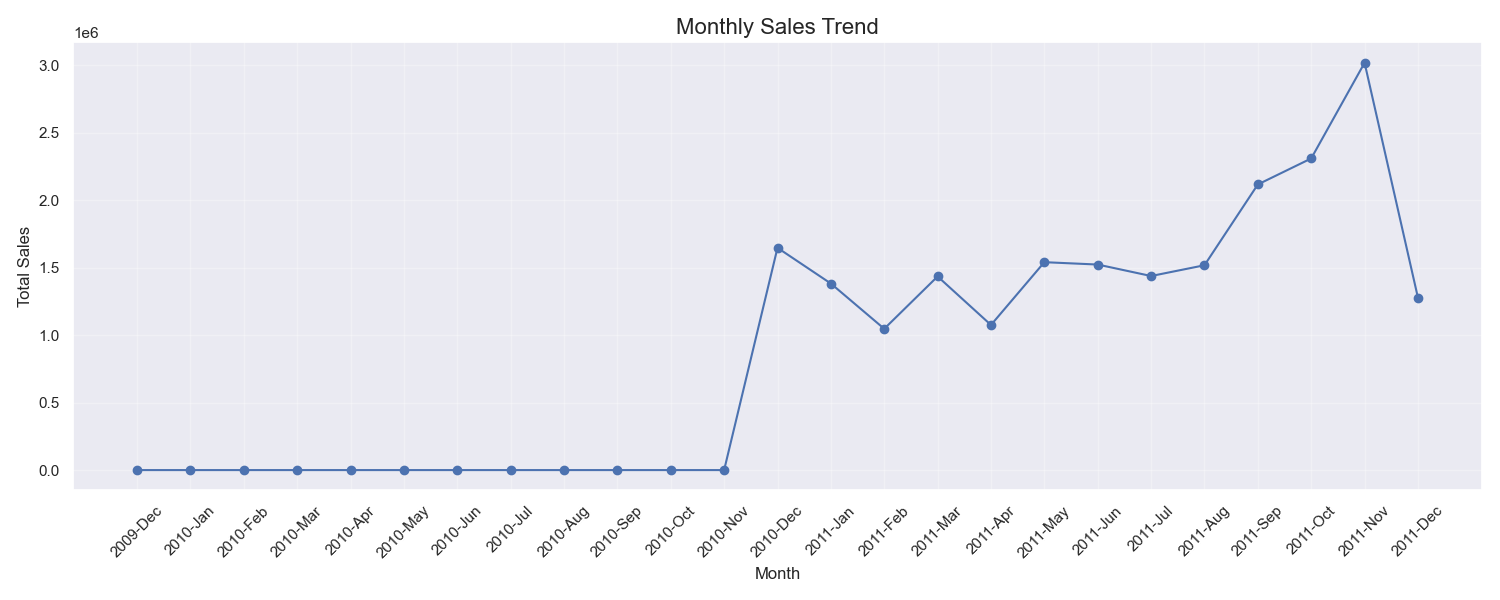 Monthly Sales Trend
1e6
3.0
2.5
2.0
1.5
1.0
0.5
0.0
Total Sales
2009-Dec
2010-Jan
2010-Feb
2010-Mar
2010-Apr
2010-May
2010-Jun
2010-Jul
2010-Aug
2010-Sep
2010-Oct
2010-Nov
2010-Dec
2011-Jan
2011-Feb
2011-Mar
2011-Apr
2011-May
2011-Jun
2011-Jul
2011-Aug
2011-Sep
2011-Oct
2011-Nov
2011-Dec
Month